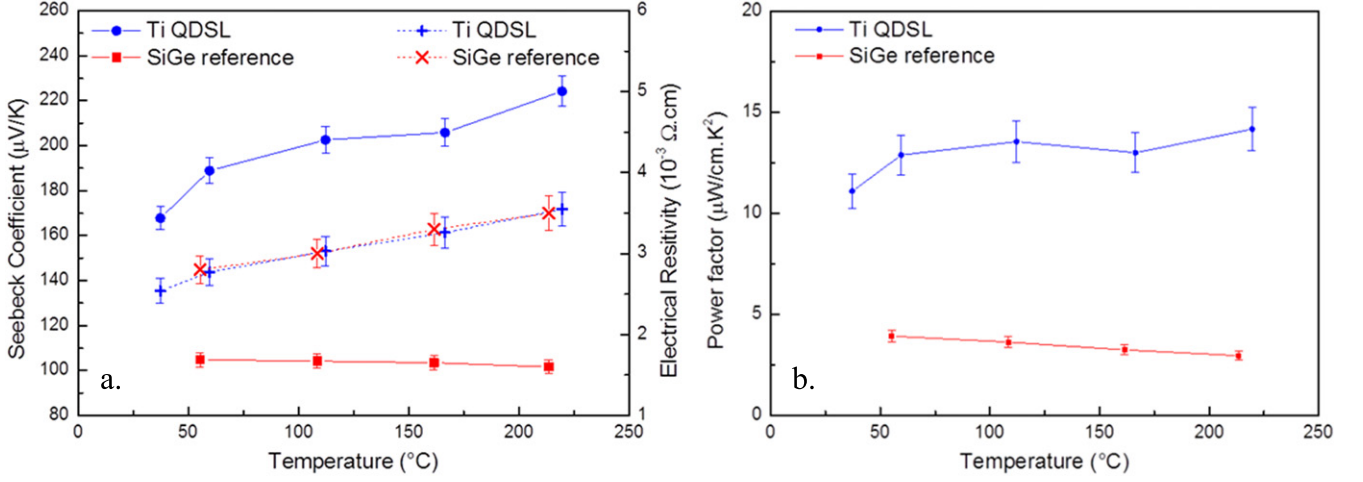 Ti QDSL
SiGe reference
Ti QDSL
SiGe reference
260
240
220
200
180
160
140
120
100
80
Seebeck Coefficient (μV/K)
6
5
4
3
2
1
Electrical Resitivity (10⁻³ Ω.cm)
0
50
100
150
200
250
Temperature (°C)
a.
Ti QDSL
SiGe reference
20
15
10
5
0
Power factor (μW/cm.K²)
0
50
100
150
200
250
Temperature (°C)
b.